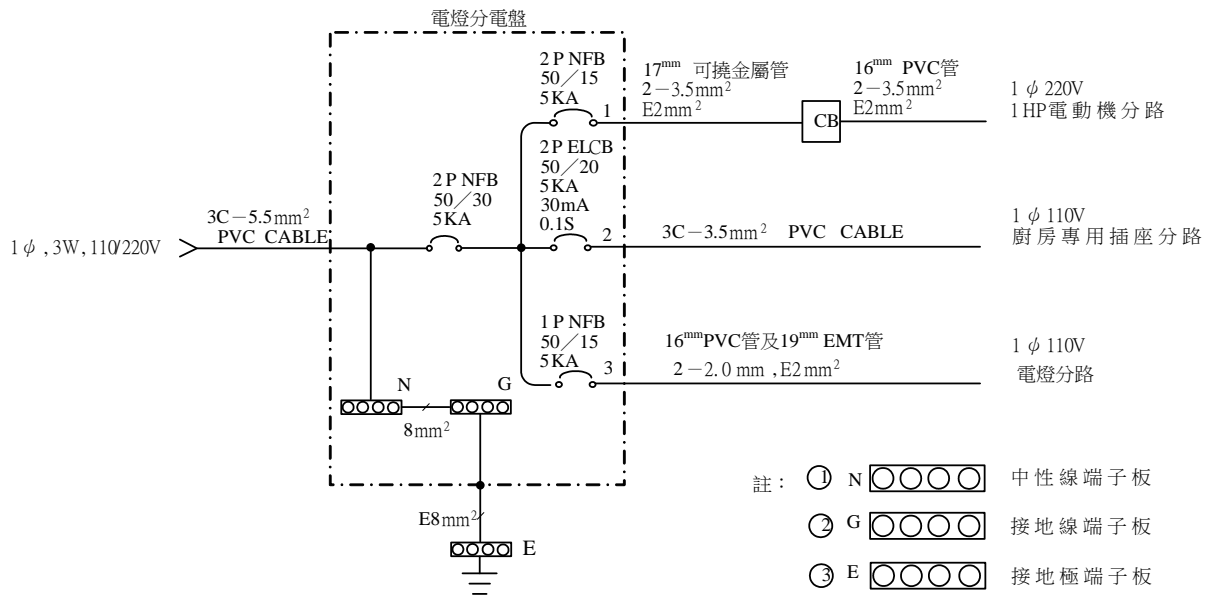 電燈分電盤
2P NFB
50/15
5KA
1
17mm 可撓金屬管
2-3.5mm²
E2mm²
CB
16mm PVC管
2-3.5mm²
E2mm²
1φ 220V
1HP電動機分路
2P ELCB
50/20
5KA
30mA
0.1S
2
3C-3.5mm² PVC CABLE
1φ 110V
廚房專用插座分路
2P NFB
50/30
5KA
3C-5.5mm²
PVC CABLE
1φ, 3W, 110/220V
1P NFB
50/15
5KA
3
16mmPVC管及19mm EMT管
2-2.0 mm ,E2mm²
1φ 110V
電燈分路
N
G
8mm²
E8mm²
E
註:
① N 中性線端子板
② G 接地線端子板
③ E 接地極端子板